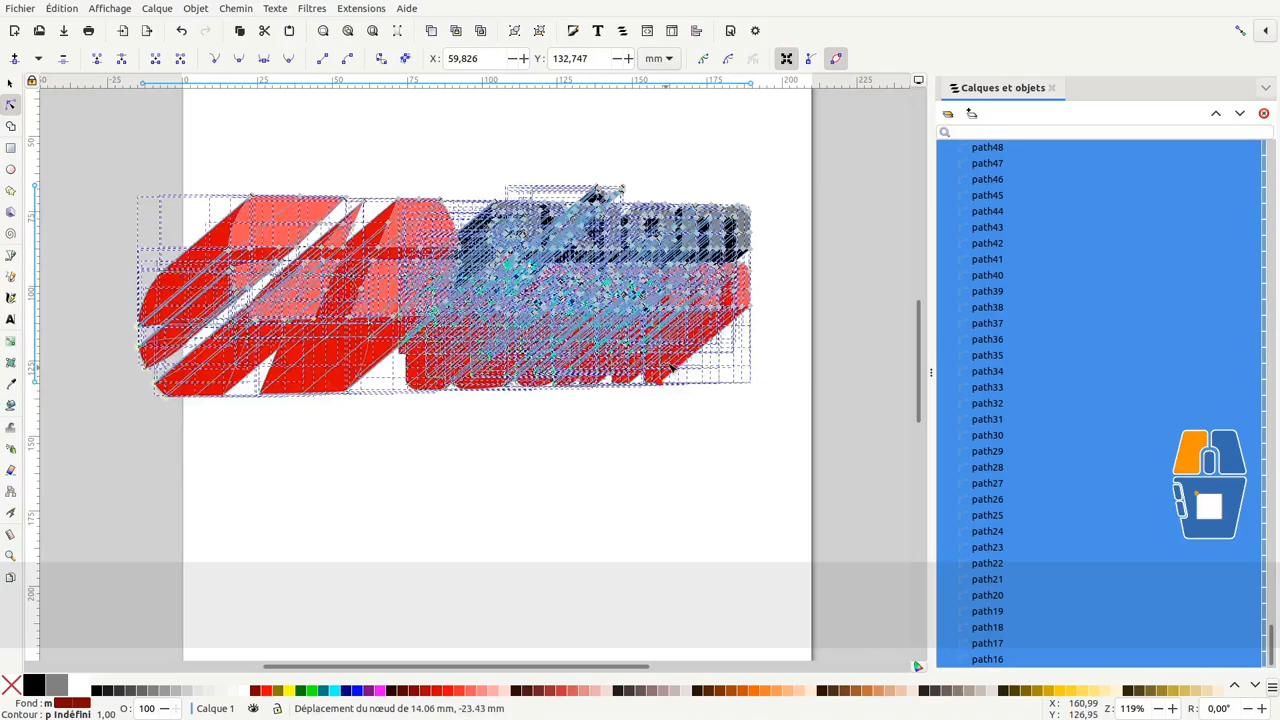 Fichier Édition Affichage Calque Objet Chemin Texte Filtres Extensions Aide
X: 59,826 Y: 132,747 mm
Calques et objets
path48
path47
path46
path45
path44
path43
path42
path41
path40
path39
path38
path37
path36
path35
path34
path33
path32
path31
path30
path29
path28
path27
path26
path25
path24
path23
path22
path21
path20
path19
path18
path17
path16
Fond : m
Contour : p Indéfini 1,00
O: 100
Calque 1
Déplacement du nœud de 14.06 mm, -23.43 mm
X: 160,99
Y: 126,95
Z: 119%
R: 0,00°